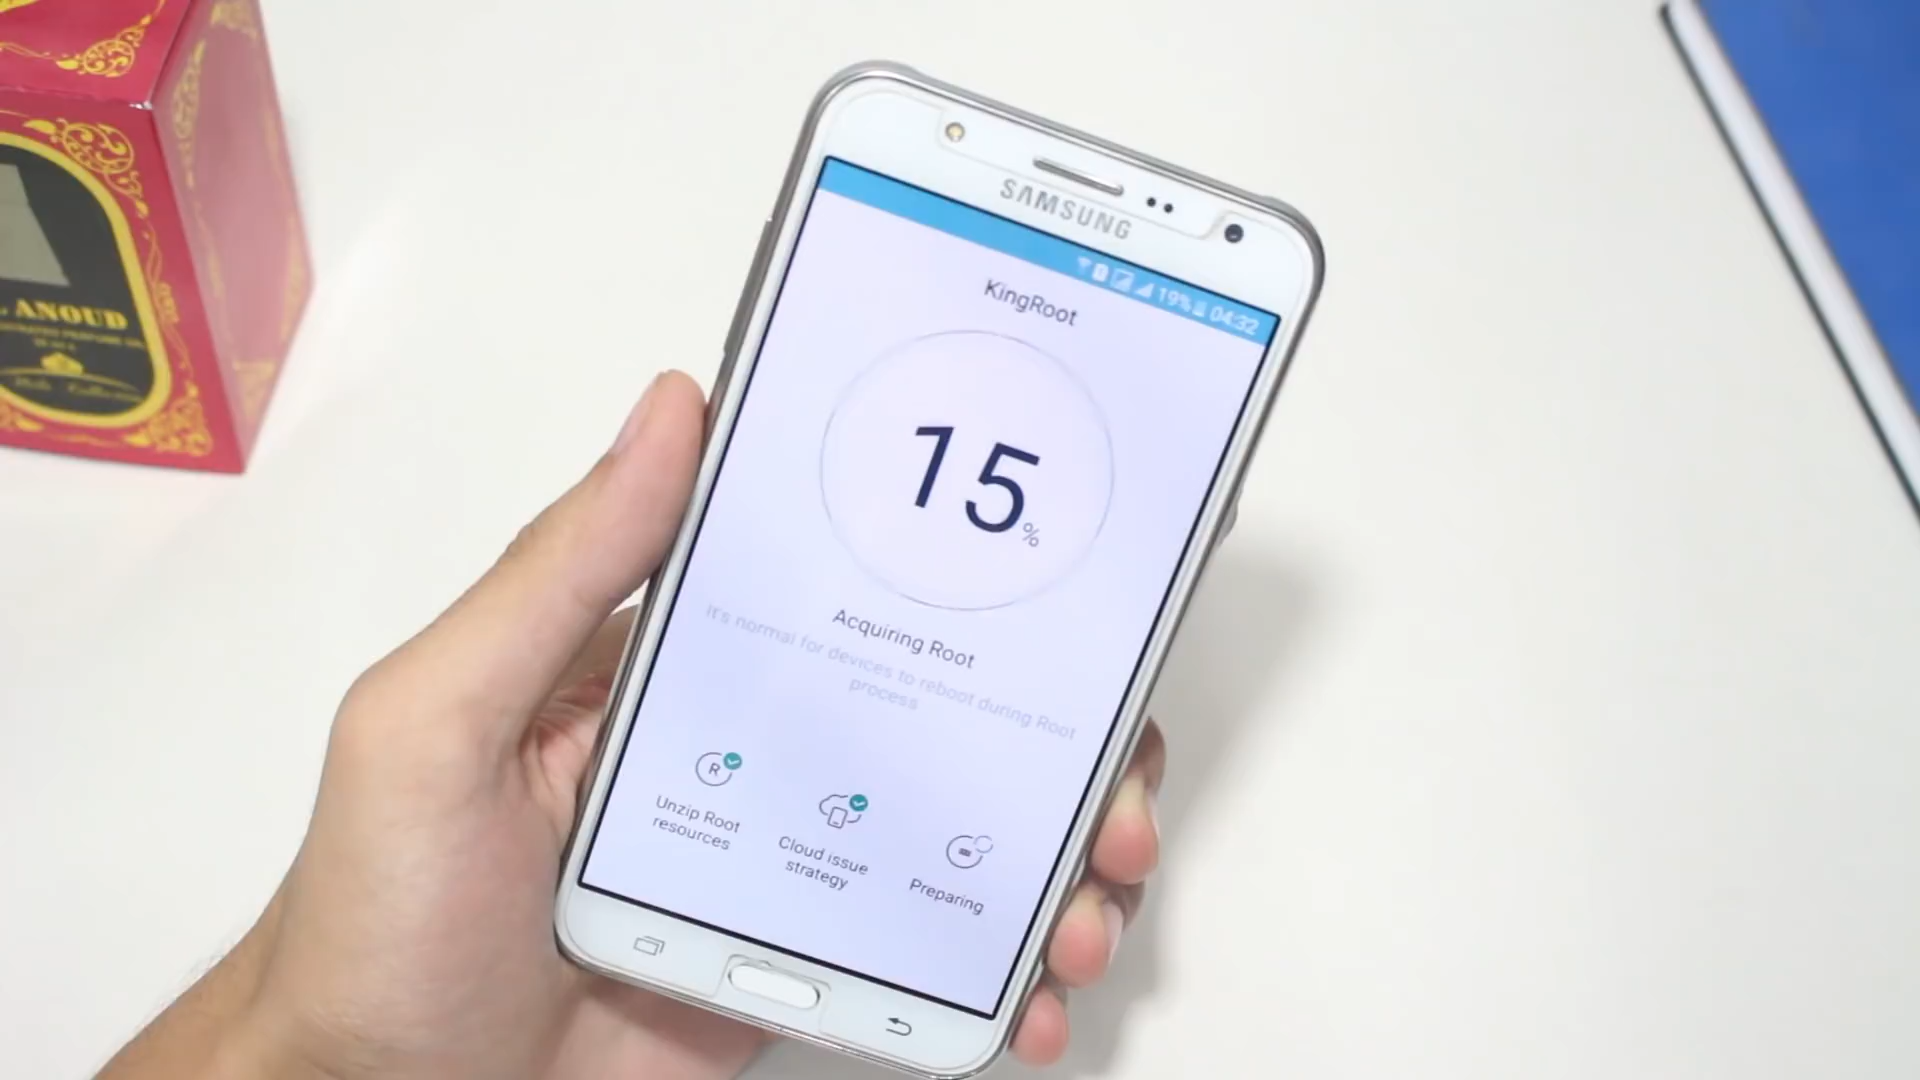 SAMSUNG
19% 04:32
KingRoot
15%
Acquiring Root
It's normal for devices to reboot during Root
process
R
Unzip Root
resources
Cloud issue
strategy
Preparing
ANOUD